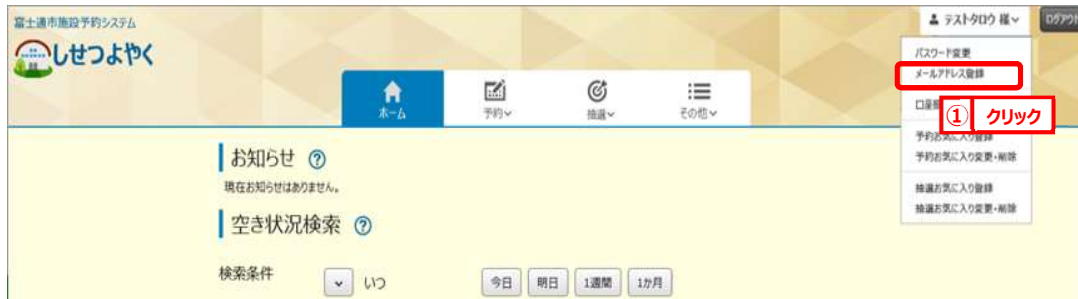 富士通市施設予約システム
しせつよやく
テストタロウ 様
ログアウト
パスワード変更
メールアドレス登録
① クリック
予約お気に入り登録
予約お気に入り変更・削除
抽選お気に入り登録
抽選お気に入り変更・削除
ホーム
予約
抽選
その他
お知らせ ?
現在お知らせはありません。
空き状況検索 ?
検索条件 いつ 今日 明日 1週間 1か月